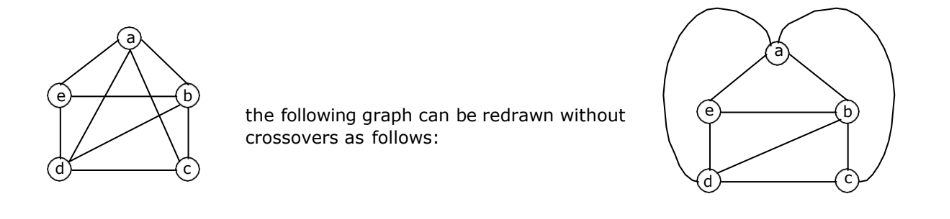 a
e
b
d
c
the following graph can be redrawn without
crossovers as follows:
a
e
b
d
c